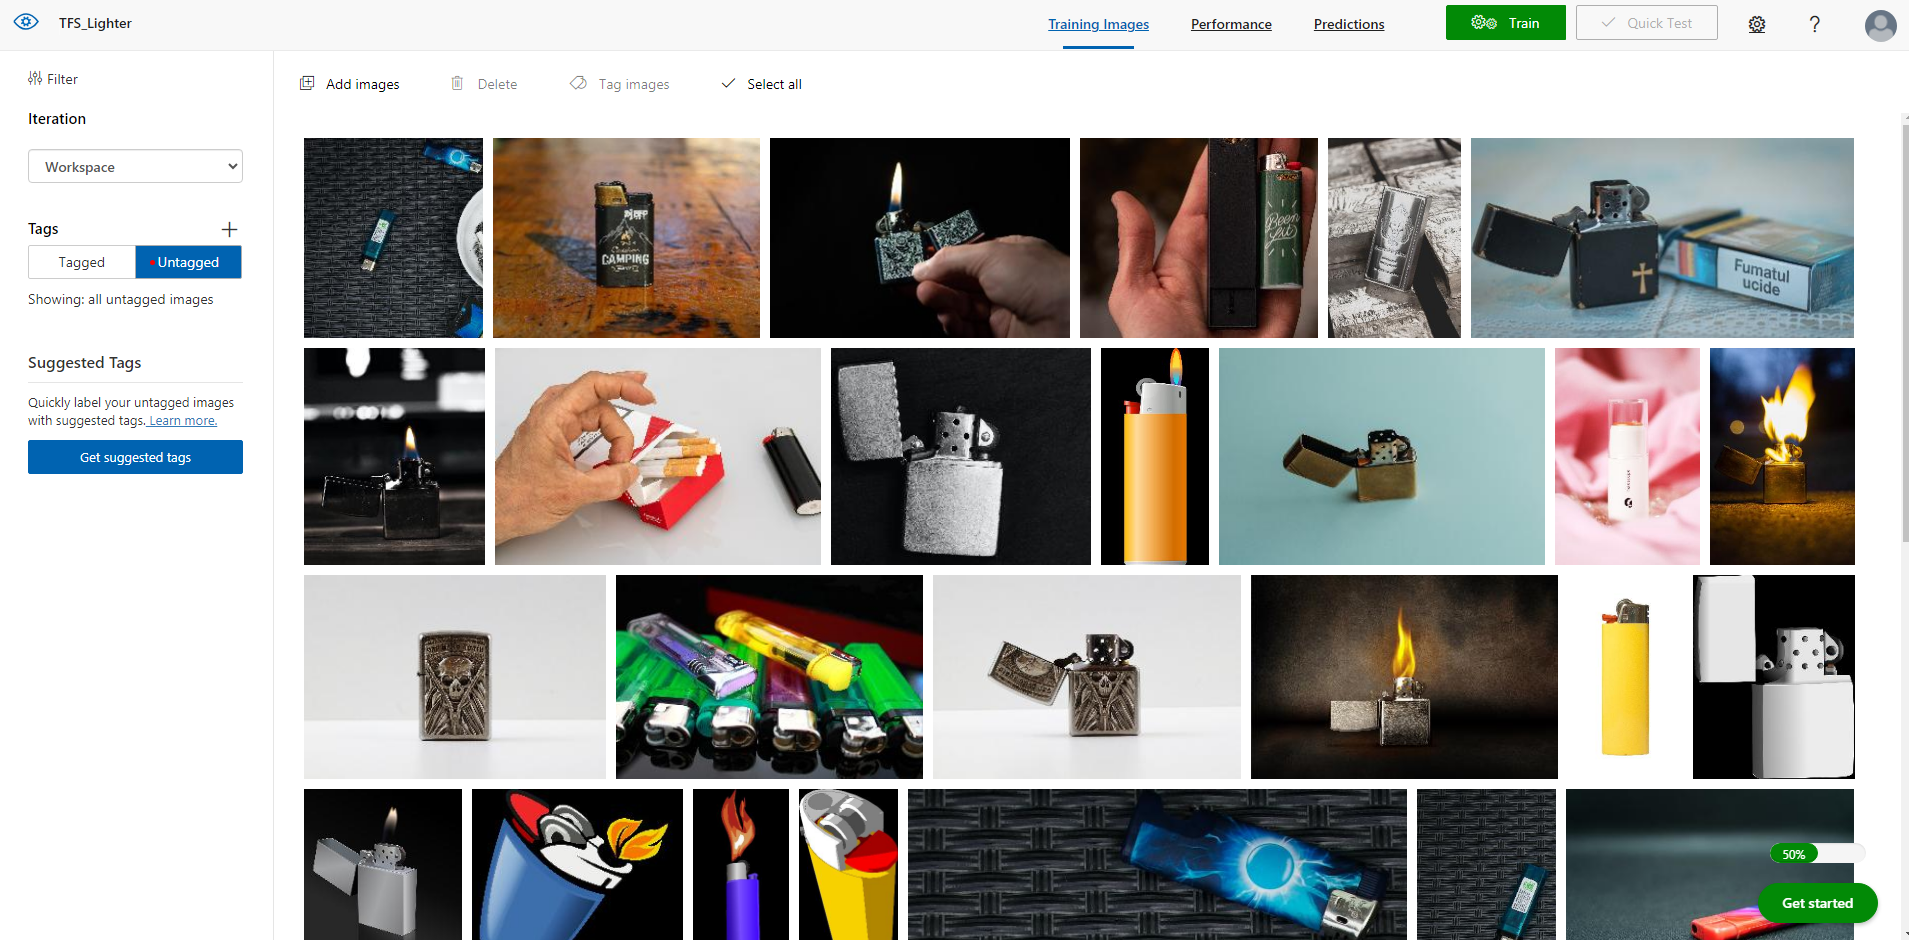 TFS_Lighter
Training Images
Performance
Predictions
Train
Quick Test
?
Filter
Add images
Delete
Tag images
Select all
Iteration
Workspace
Tags
Tagged
Untagged
Showing: all untagged images
Suggested Tags
Quickly label your untagged images
with suggested tags. Learn more.
Get suggested tags
CAMPING
Been
Lit
Fumatul
ucide
50%
Get started